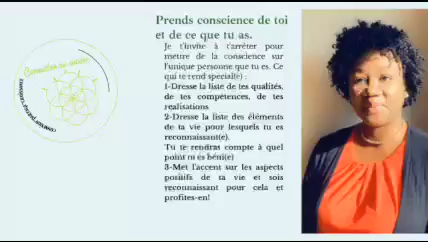 Prends conscience de toi
et de ce que tu as.
Je t'invite à t'arrêter pour
mettre de la conscience sur
l'unique personne que tu es. Ce
qui te rend special(e) :
1-Dresse la liste de tes qualités,
de tes compétences, de tes
realisations
2-Dresse la liste des éléments
de ta vie pour lesquels tu es
reconnaissant(e).
Tu te rendras compte à quel
point tu es béni(e)
3-Met l'accent sur les aspects
positifs de ta vie et sois
reconnaissant pour cela et
profites-en!